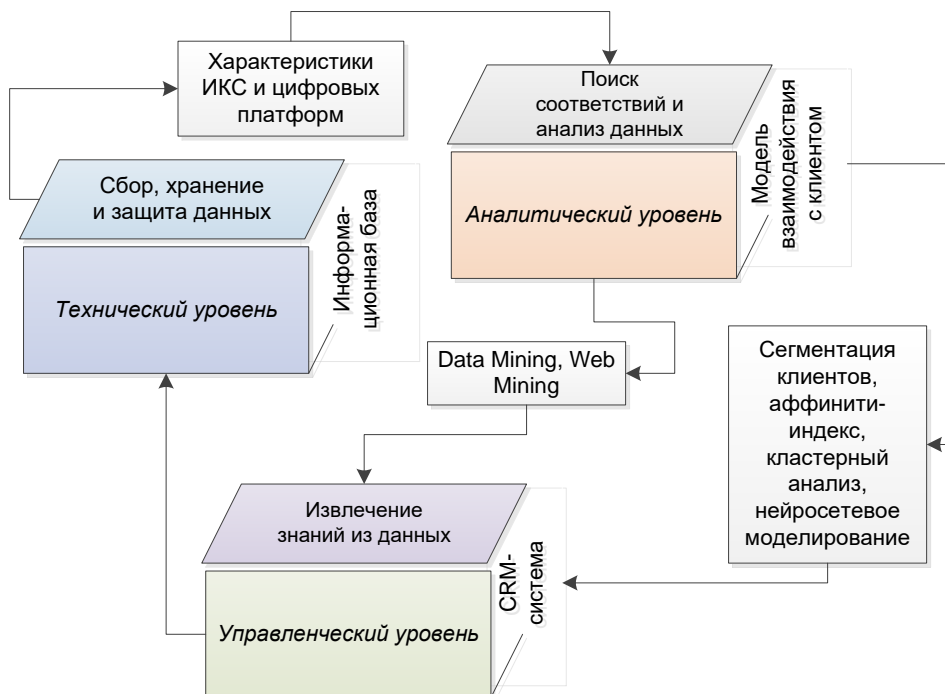 Характеристики
ИКС и цифровых
платформ
Поиск
соответствий и
анализ данных
Аналитический уровень
Модель
взаимодействия
с клиентом
Сбор, хранение
и защита данных
Технический уровень
Информа-
ционная база
Data Mining, Web
Mining
Сегментация
клиентов,
аффинити-
индекс,
кластерный
анализ,
нейросетевое
моделирование
Извлечение
знаний из данных
Управленческий уровень
CRM-
система